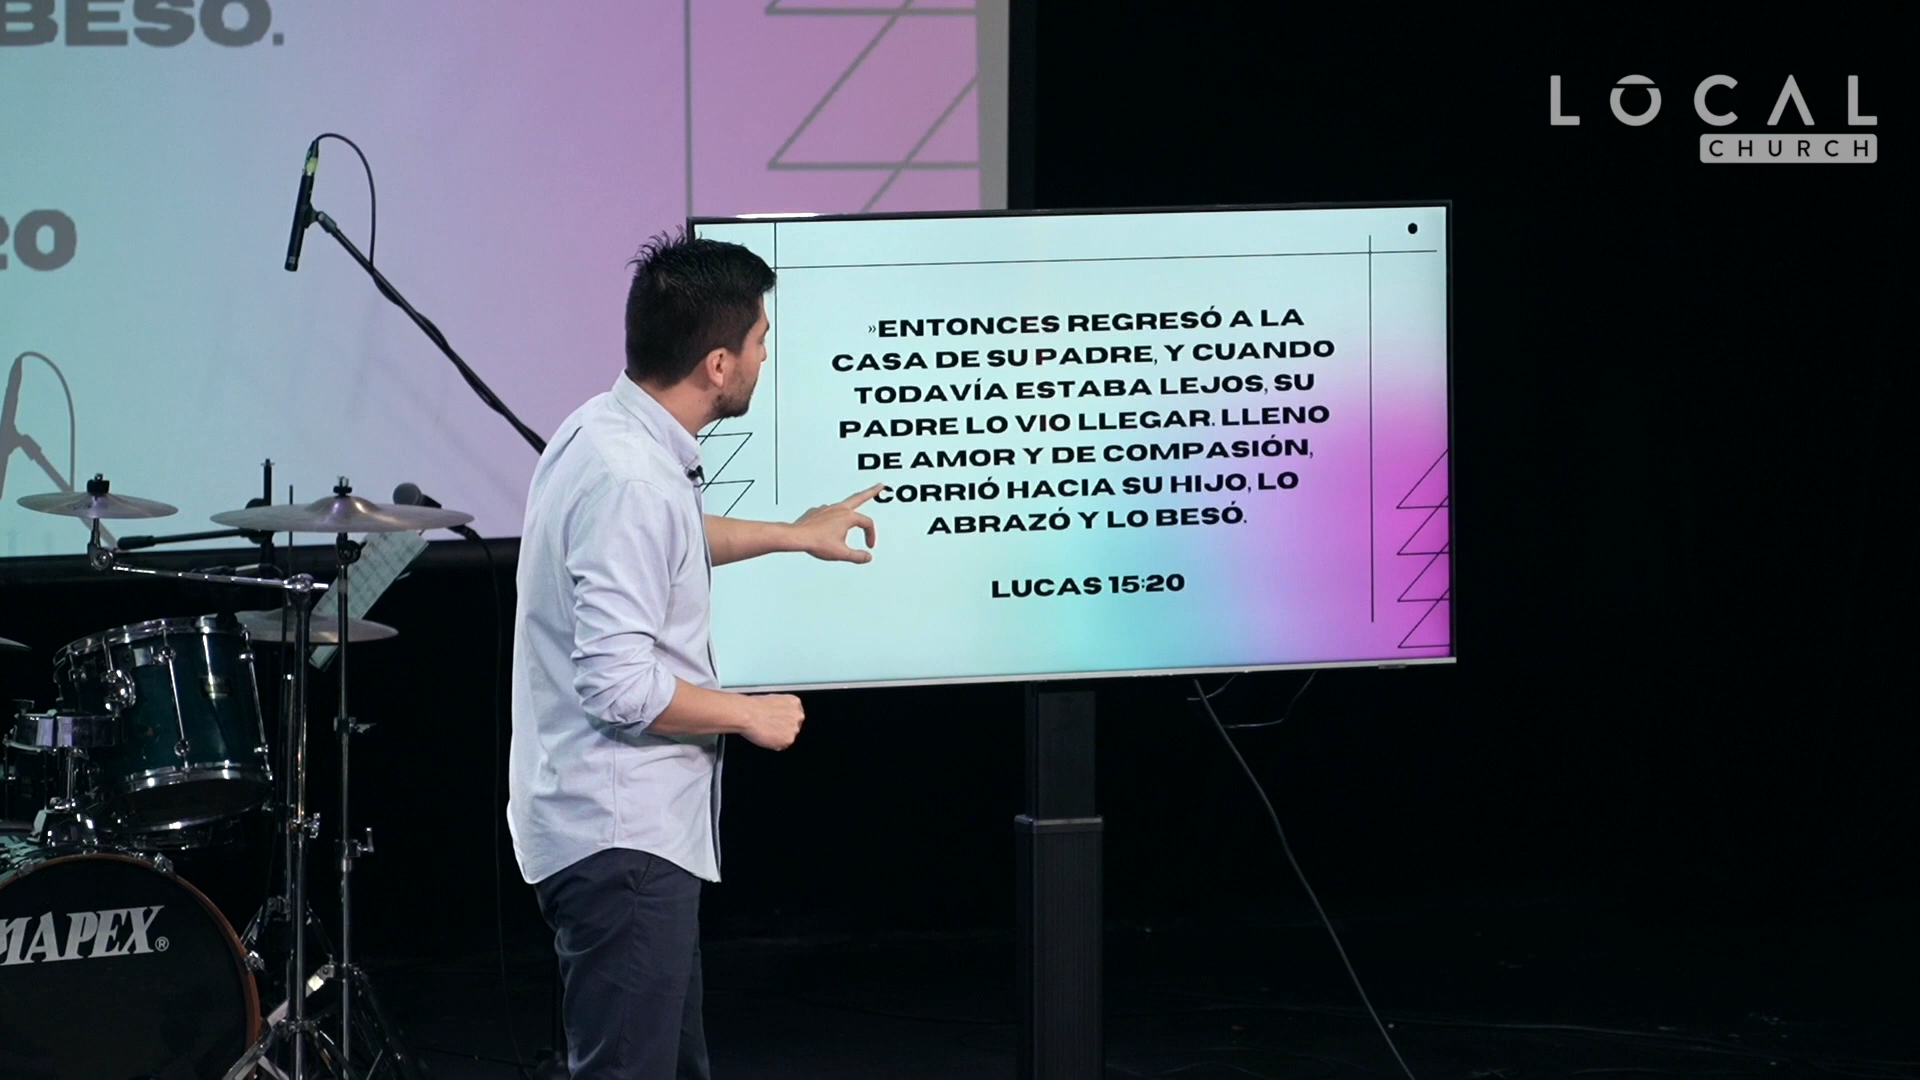 BESÓ.
20
LOCAL
CHURCH
»ENTONCES REGRESÓ A LA
CASA DE SU PADRE, Y CUANDO
TODAVÍA ESTABA LEJOS, SU
PADRE LO VIO LLEGAR. LLENO
DE AMOR Y DE COMPASIÓN,
CORRIÓ HACIA SU HIJO, LO
ABRAZÓ Y LO BESÓ.
LUCAS 15:20
MAPEX®